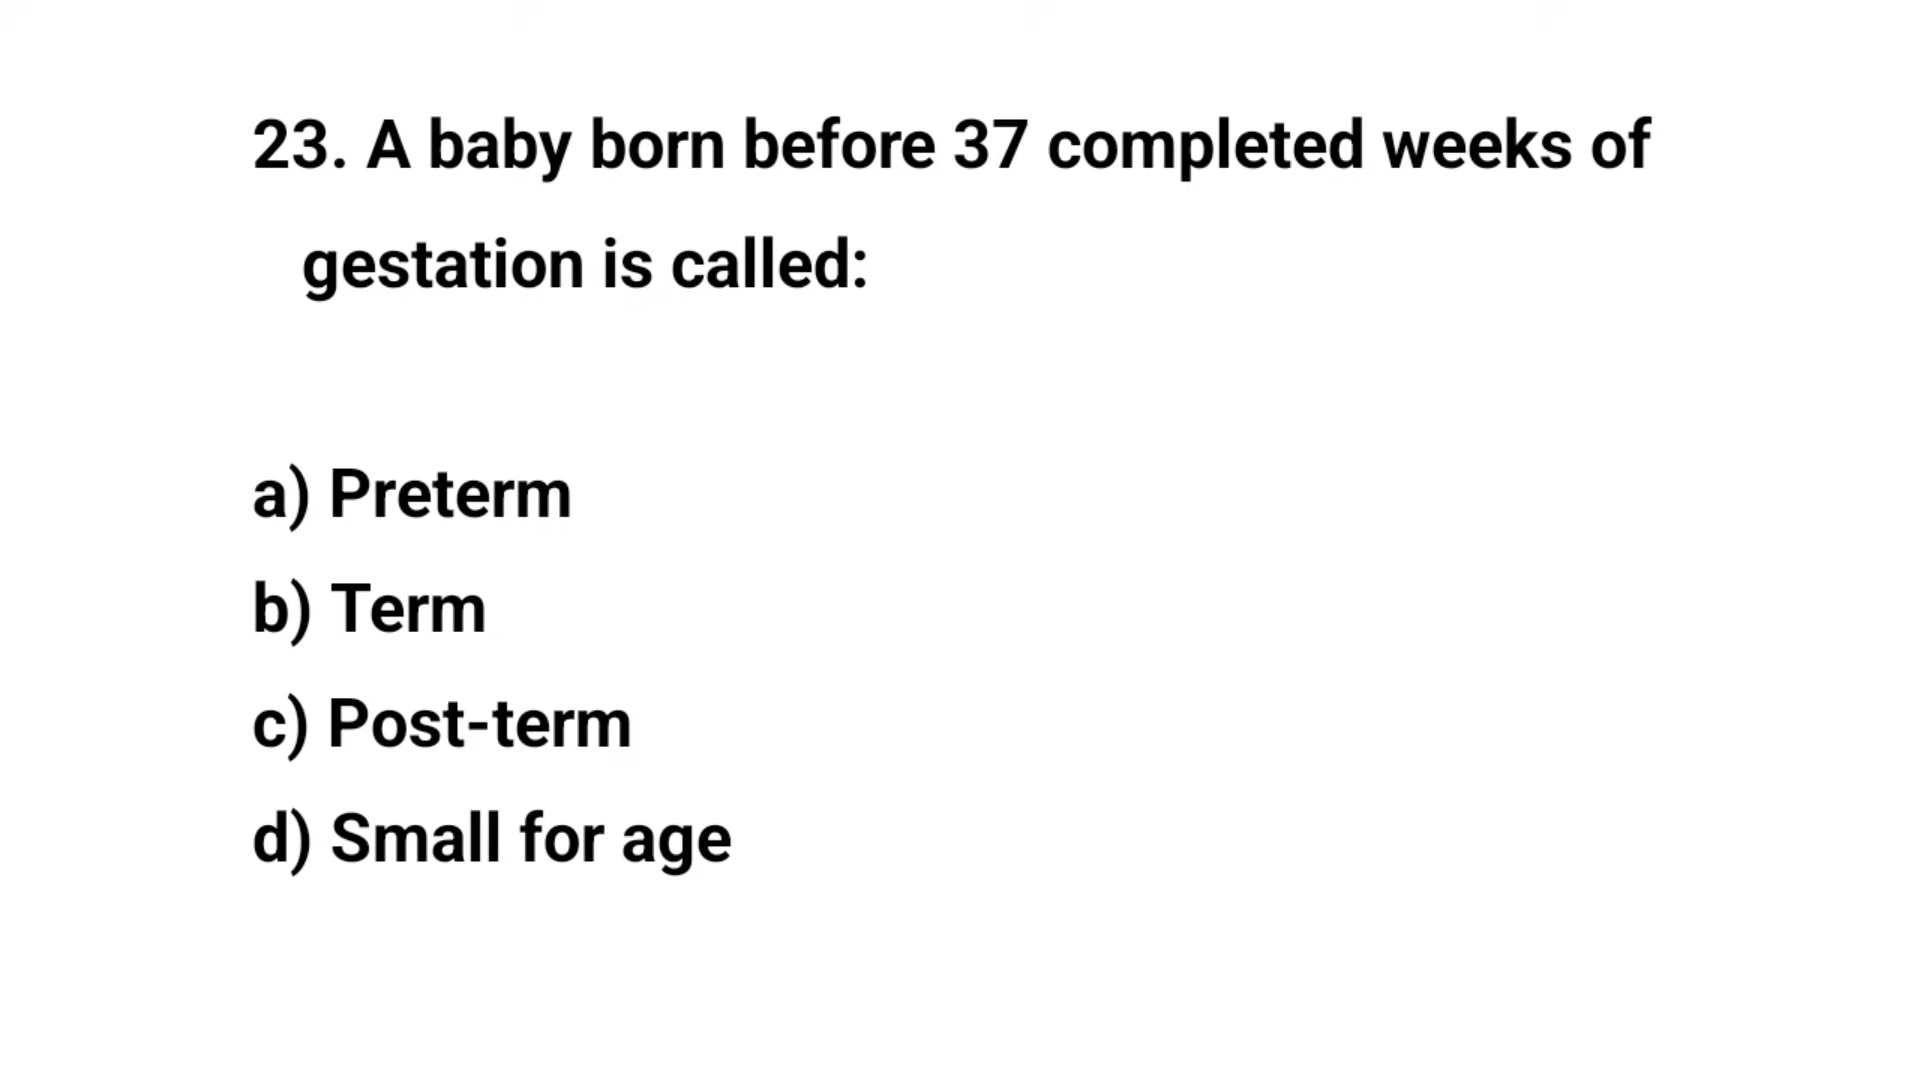 23. A baby born before 37 completed weeks of
gestation is called:
a) Preterm
b) Term
c) Post-term
d) Small for age